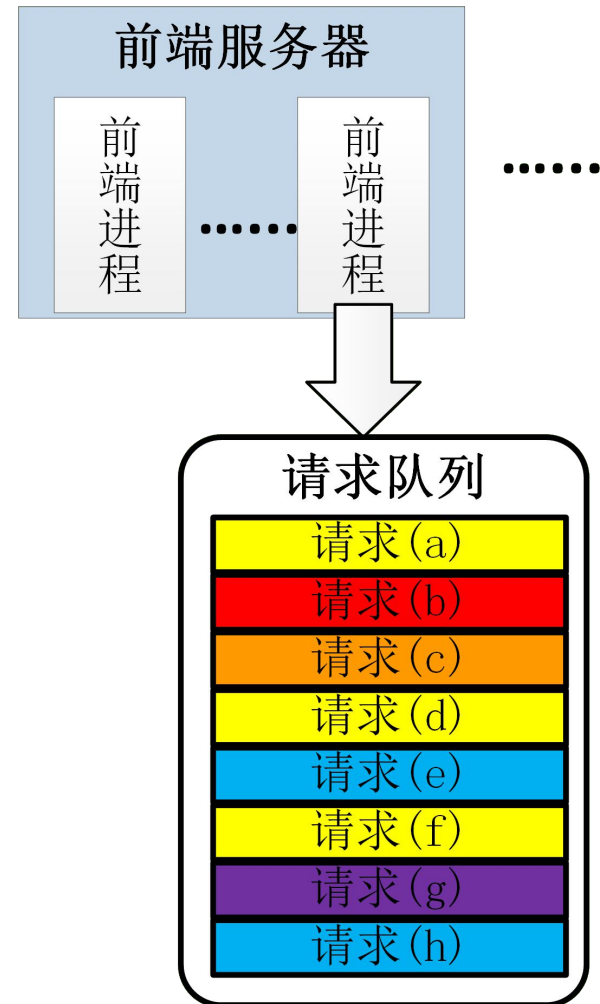 前端服务器
前端进程
……
前端进程
……
请求队列
请求(a)
请求(b)
请求(c)
请求(d)
请求(e)
请求(f)
请求(g)
请求(h)